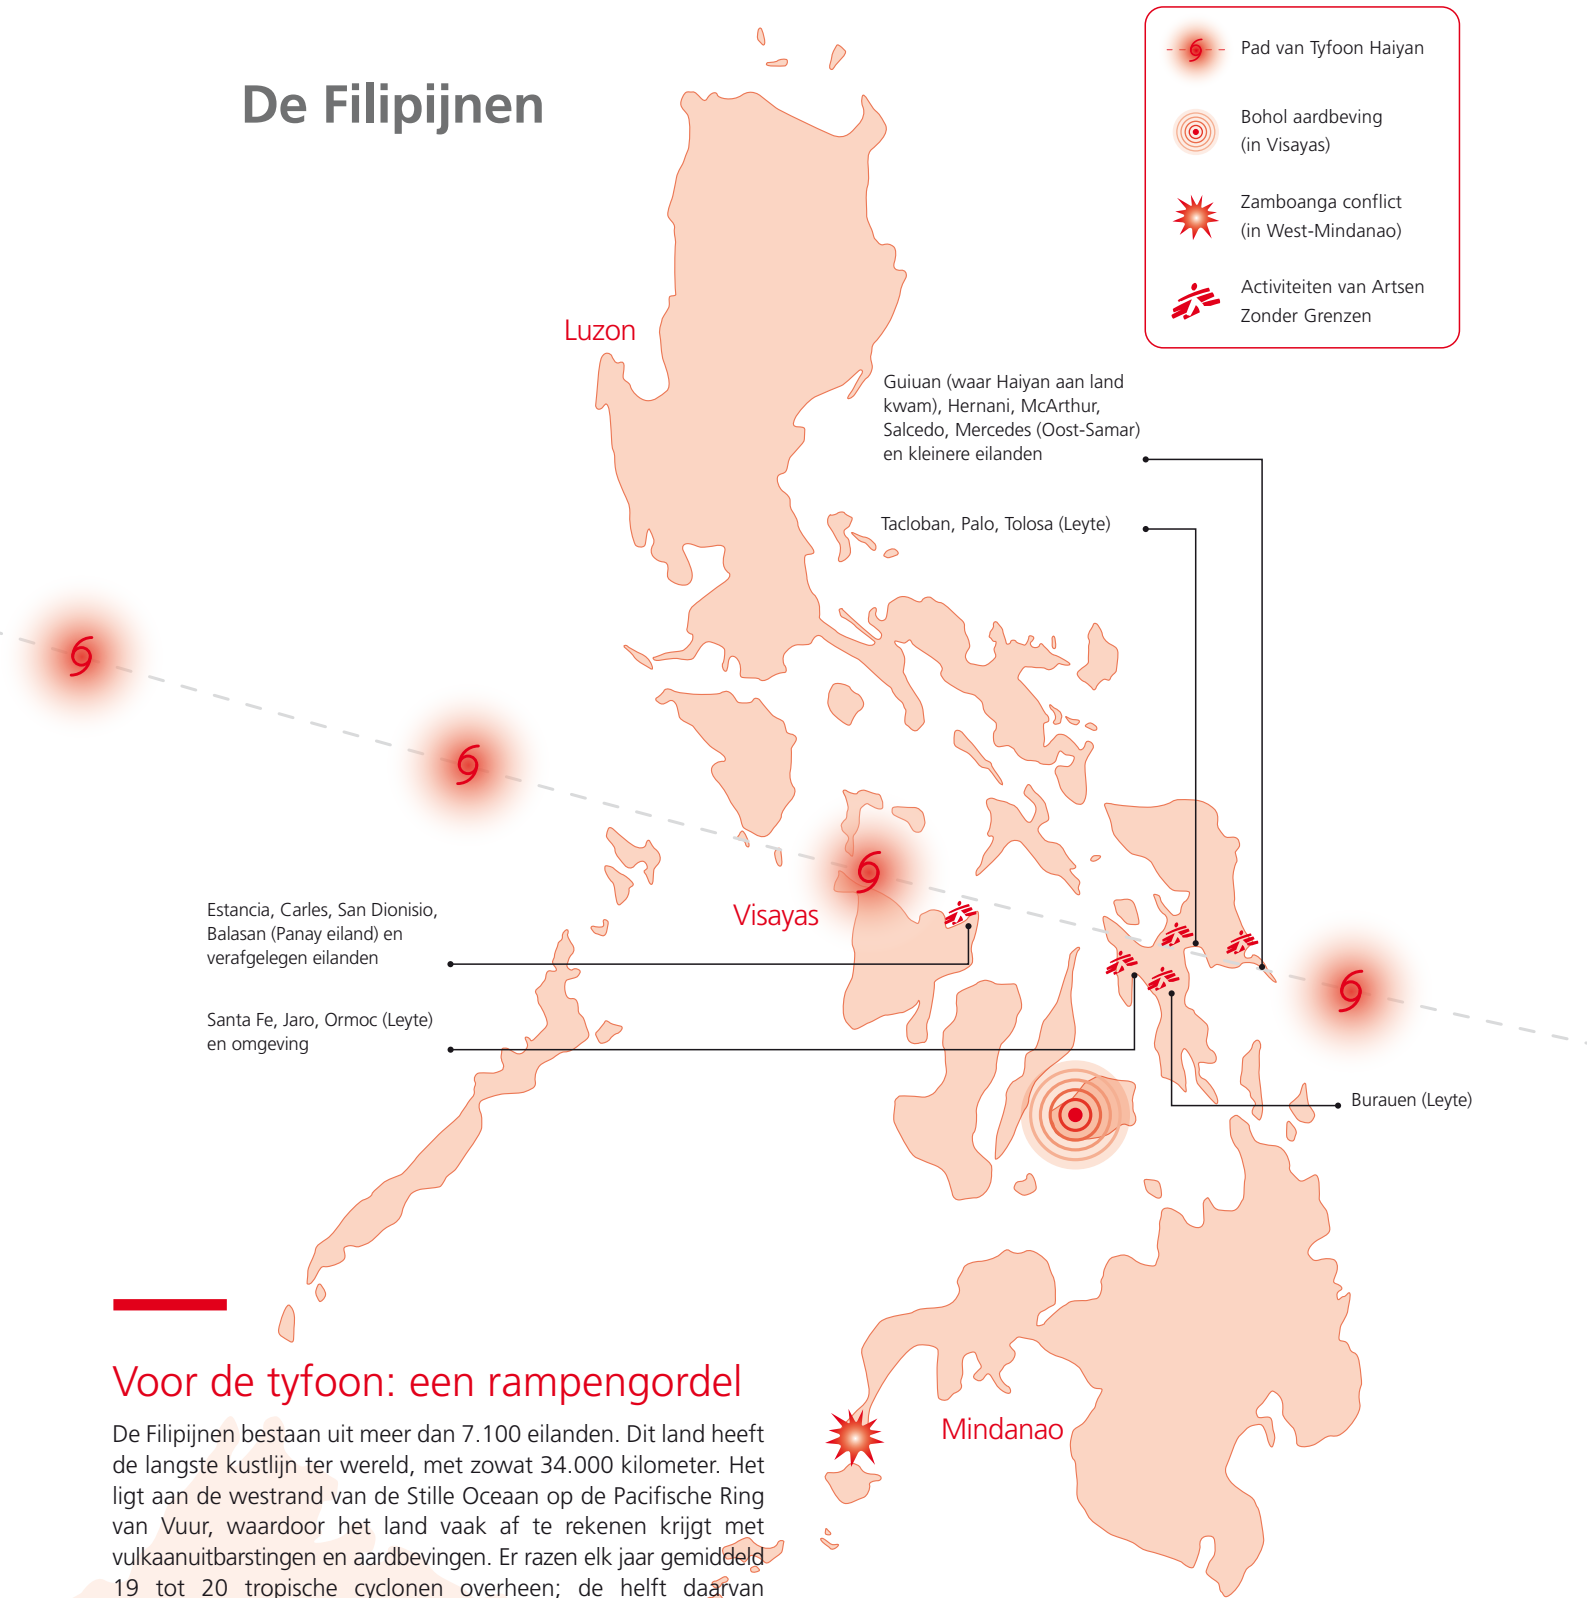 De Filipijnen
Pad van Tyfoon Haiyan
Bohol aardbeving
(in Visayas)
Zamboanga conflict
(in West-Mindanao)
Activiteiten van Artsen
Zonder Grenzen
Luzon
Guiuan (waar Haiyan aan land
kwam), Hernani, McArthur,
Salcedo, Mercedes (Oost-Samar)
en kleinere eilanden
Tacloban, Palo, Tolosa (Leyte)
Visayas
Estancia, Carles, San Dionisio,
Balasan (Panay eiland) en
verafgelegen eilanden
Santa Fe, Jaro, Ormoc (Leyte)
en omgeving
Burauen (Leyte)
Mindanao
Voor de tyfoon: een rampengordel
De Filipijnen bestaan uit meer dan 7.100 eilanden. Dit land heeft
de langste kustlijn ter wereld, met zowat 34.000 kilometer. Het
ligt aan de westrand van de Stille Oceaan op de Pacifische Ring
van Vuur, waardoor het land vaak af te rekenen krijgt met
vulkaanuitbarstingen en aardbevingen. Er razen elk jaar gemiddeld
19 tot 20 tropische cyclonen overheen; de helft daarvan